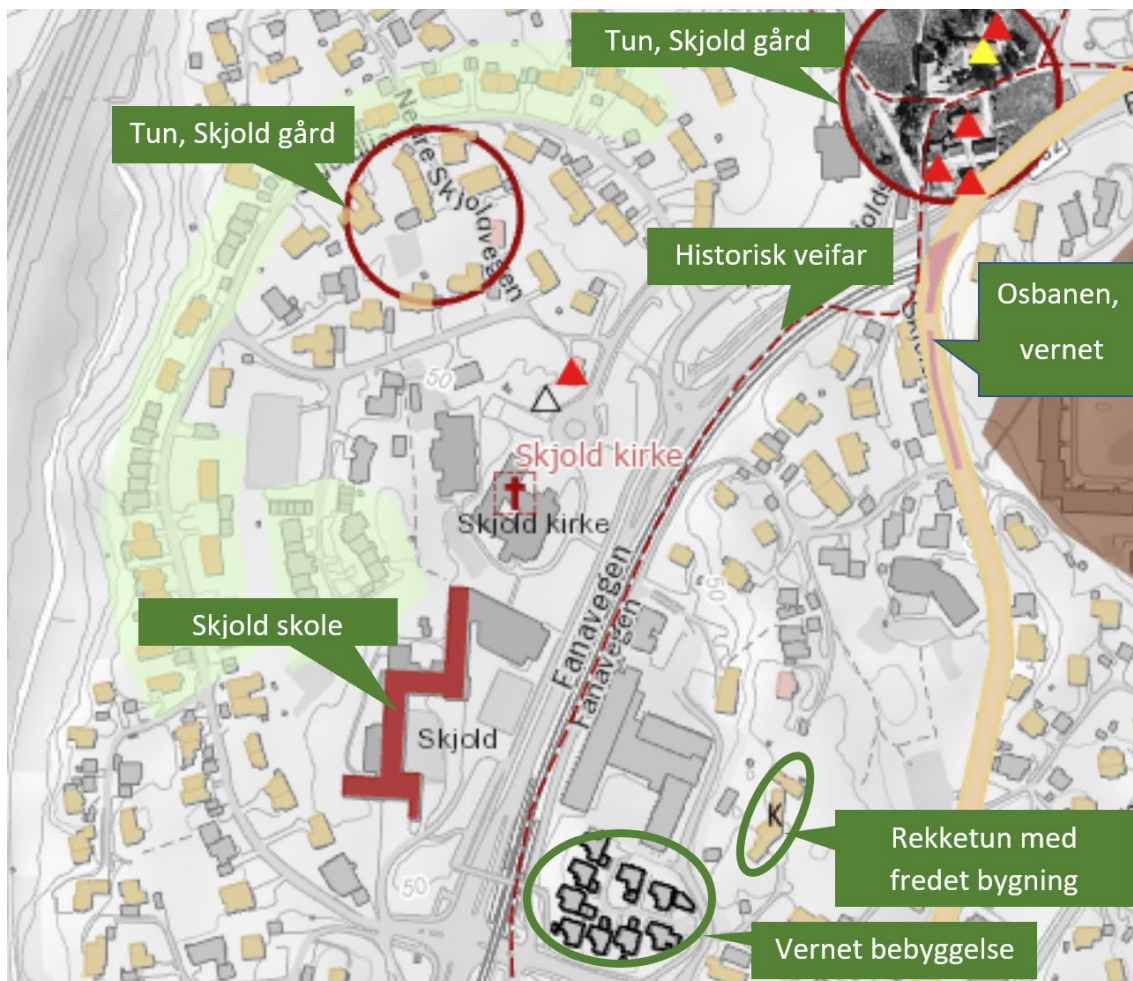 Tun, Skjold gård
Tun, Skjold gård
Nedre
Skjoldvegen
Historisk veifar
Osbanen,
vernet
50
Skjold kirke
Skjold kirke
Fanavegen
Fanavegen
60
Skjold skole
Skjold
K
50
Rekketun med
fredet bygning
Vernet bebyggelse